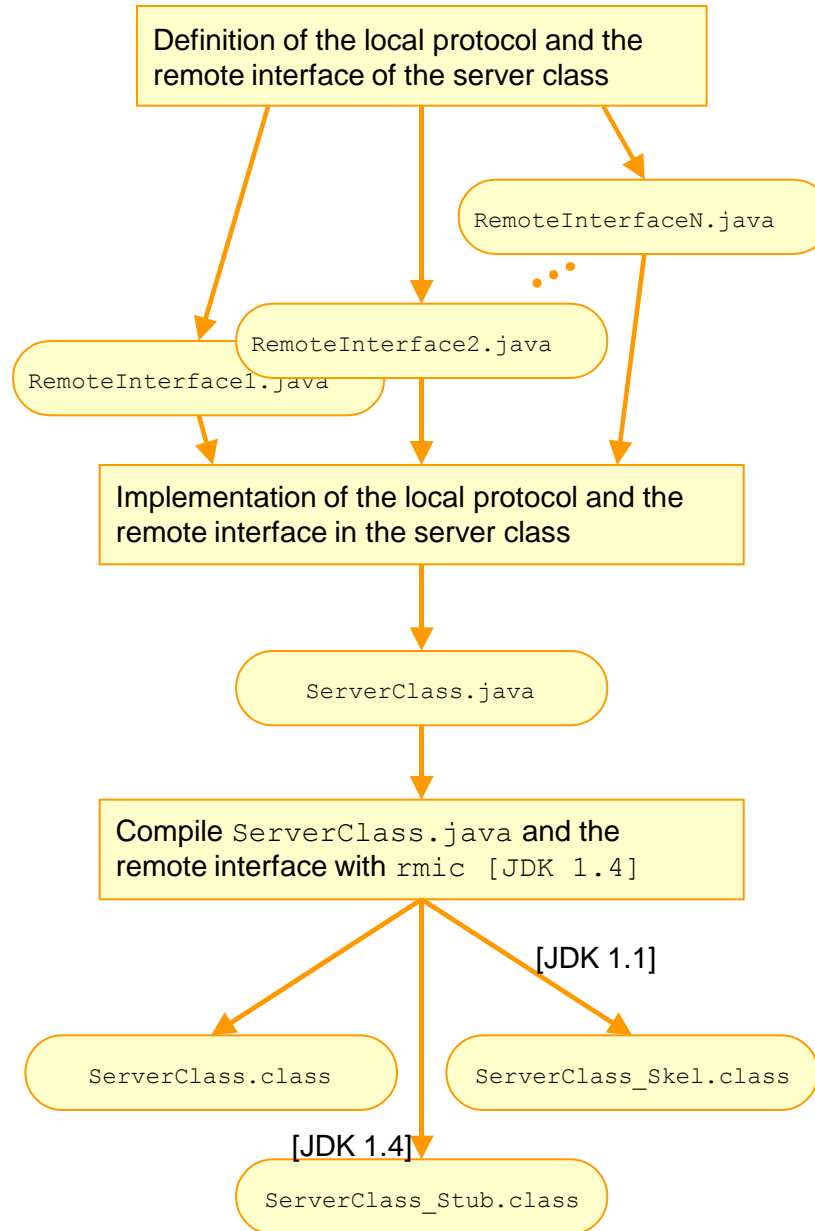 Definition of the local protocol and the
remote interface of the server class
RemoteInterfaceN.java
RemoteInterface2.java
RemoteInterface1.java
Implementation of the local protocol and the
remote interface in the server class
ServerClass.java
Compile ServerClass.java and the
remote interface with rmic [JDK 1.4]
[JDK 1.1]
ServerClass.class
ServerClass_Skel.class
[JDK 1.4]
ServerClass_Stub.class